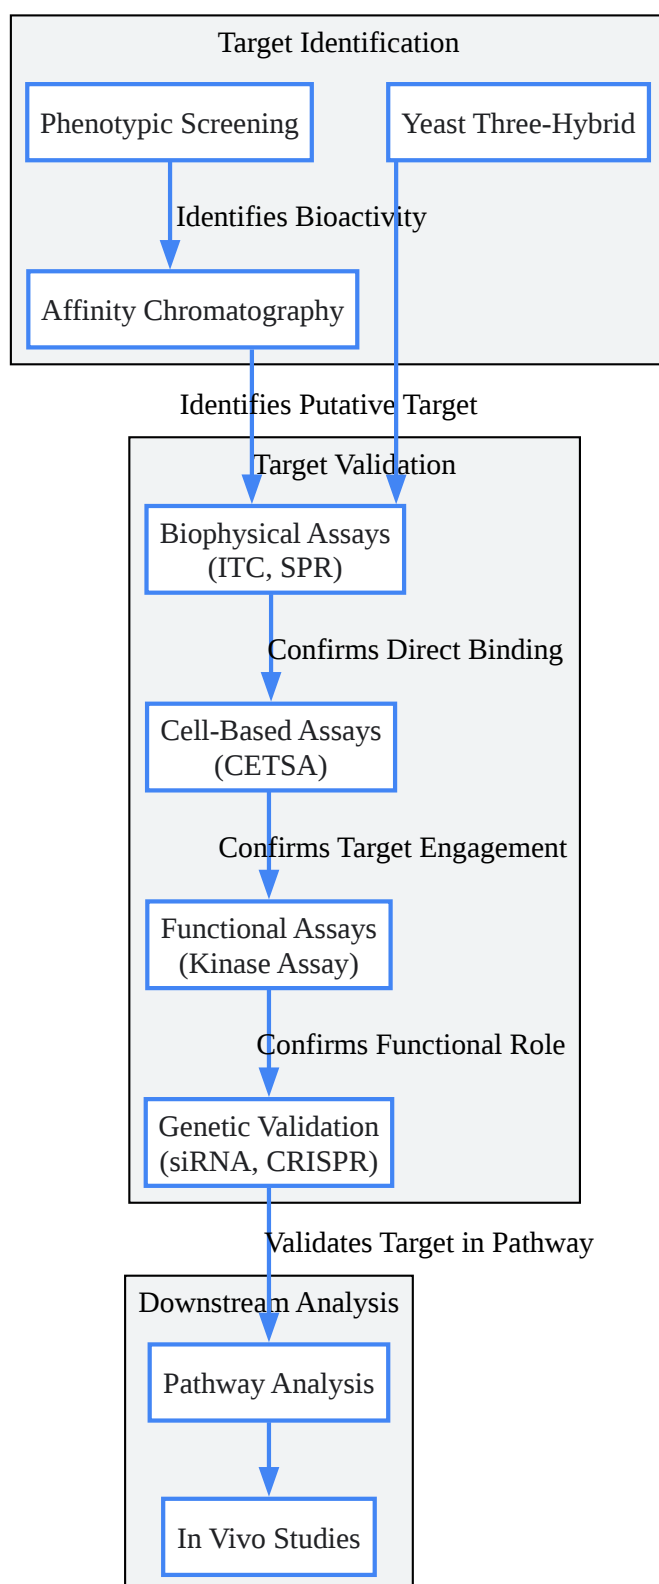 Target Identification
Phenotypic Screening
Yeast Three-Hybrid
Identifies Bioactivity
Affinity Chromatography
Identifies Putative Target
Target Validation
Biophysical Assays
(ITC, SPR)
Confirms Direct Binding
Cell-Based Assays
(CETSA)
Confirms Target Engagement
Functional Assays
(Kinase Assay)
Confirms Functional Role
Genetic Validation
(siRNA, CRISPR)
Validates Target in Pathway
Downstream Analysis
Pathway Analysis
In Vivo Studies